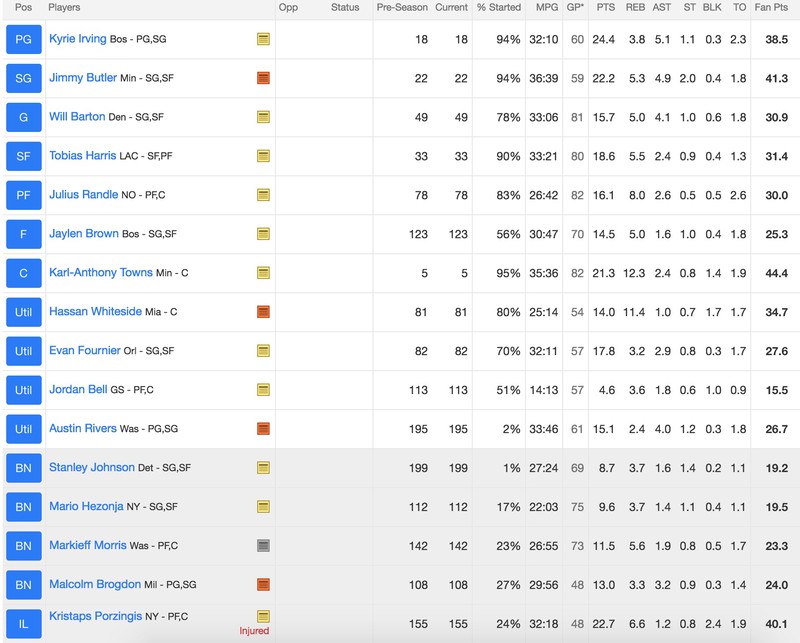 Pos Players Opp Status Pre-Season Current % Started MPG GP* PTS REB AST ST BLK TO Fan Pts
PG Kyrie Irving Bos - PG,SG 18 18 94% 32:10 60 24.4 3.8 5.1 1.1 0.3 2.3 38.5
SG Jimmy Butler Min - SG,SF 22 22 94% 36:39 59 22.2 5.3 4.9 2.0 0.4 1.8 41.3
G Will Barton Den - SG,SF 49 49 78% 33:06 81 15.7 5.0 4.1 1.0 0.6 1.8 30.9
SF Tobias Harris LAC - SF,PF 33 33 90% 33:21 80 18.6 5.5 2.4 0.9 0.4 1.3 31.4
PF Julius Randle NO - PF,C 78 78 83% 26:42 82 16.1 8.0 2.6 0.5 0.5 2.6 30.0
F Jaylen Brown Bos - SG,SF 123 123 56% 30:47 70 14.5 5.0 1.6 1.0 0.4 1.8 25.3
C Karl-Anthony Towns Min - C 5 5 95% 35:36 82 21.3 12.3 2.4 0.8 1.4 1.9 44.4
Util Hassan Whiteside Mia - C 81 81 80% 25:14 54 14.0 11.4 1.0 0.7 1.7 1.7 34.7
Util Evan Fournier Orl - SG,SF 82 82 70% 32:11 57 17.8 3.2 2.9 0.8 0.3 1.7 27.6
Util Jordan Bell GS - PF,C 113 113 51% 14:13 57 4.6 3.6 1.8 0.6 1.0 0.9 15.5
Util Austin Rivers Was - PG,SG 195 195 2% 33:46 61 15.1 2.4 4.0 1.2 0.3 1.8 26.7
BN Stanley Johnson Det - SG,SF 199 199 1% 27:24 69 8.7 3.7 1.6 1.4 0.2 1.1 19.2
BN Mario Hezonja NY - SG,SF 112 112 17% 22:03 75 9.6 3.7 1.4 1.1 0.4 1.1 19.5
BN Markieff Morris Was - PF,C 142 142 23% 26:55 73 11.5 5.6 1.9 0.8 0.5 1.7 23.3
BN Malcolm Brogdon Mil - PG,SG 108 108 27% 29:56 48 13.0 3.3 3.2 0.9 0.3 1.4 24.0
IL Kristaps Porzingis NY - PF,C 155 155 24% 32:18 48 22.7 6.6 1.2 0.8 2.4 1.9 40.1
Injured